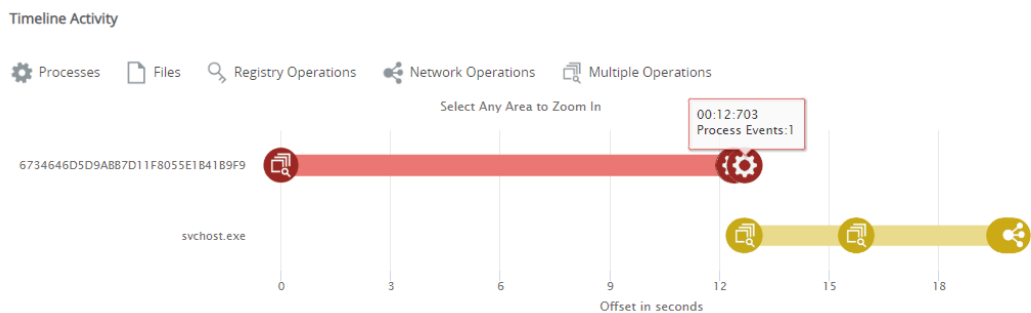 Timeline Activity
Processes Files Registry Operations Network Operations Multiple Operations
Select Any Area to Zoom In
00:12:703
Process Events:1
6734646D5D9ABB7D11F8055E1B41B9F9
svchost.exe
0 3 6 9 12 15 18
Offset in seconds